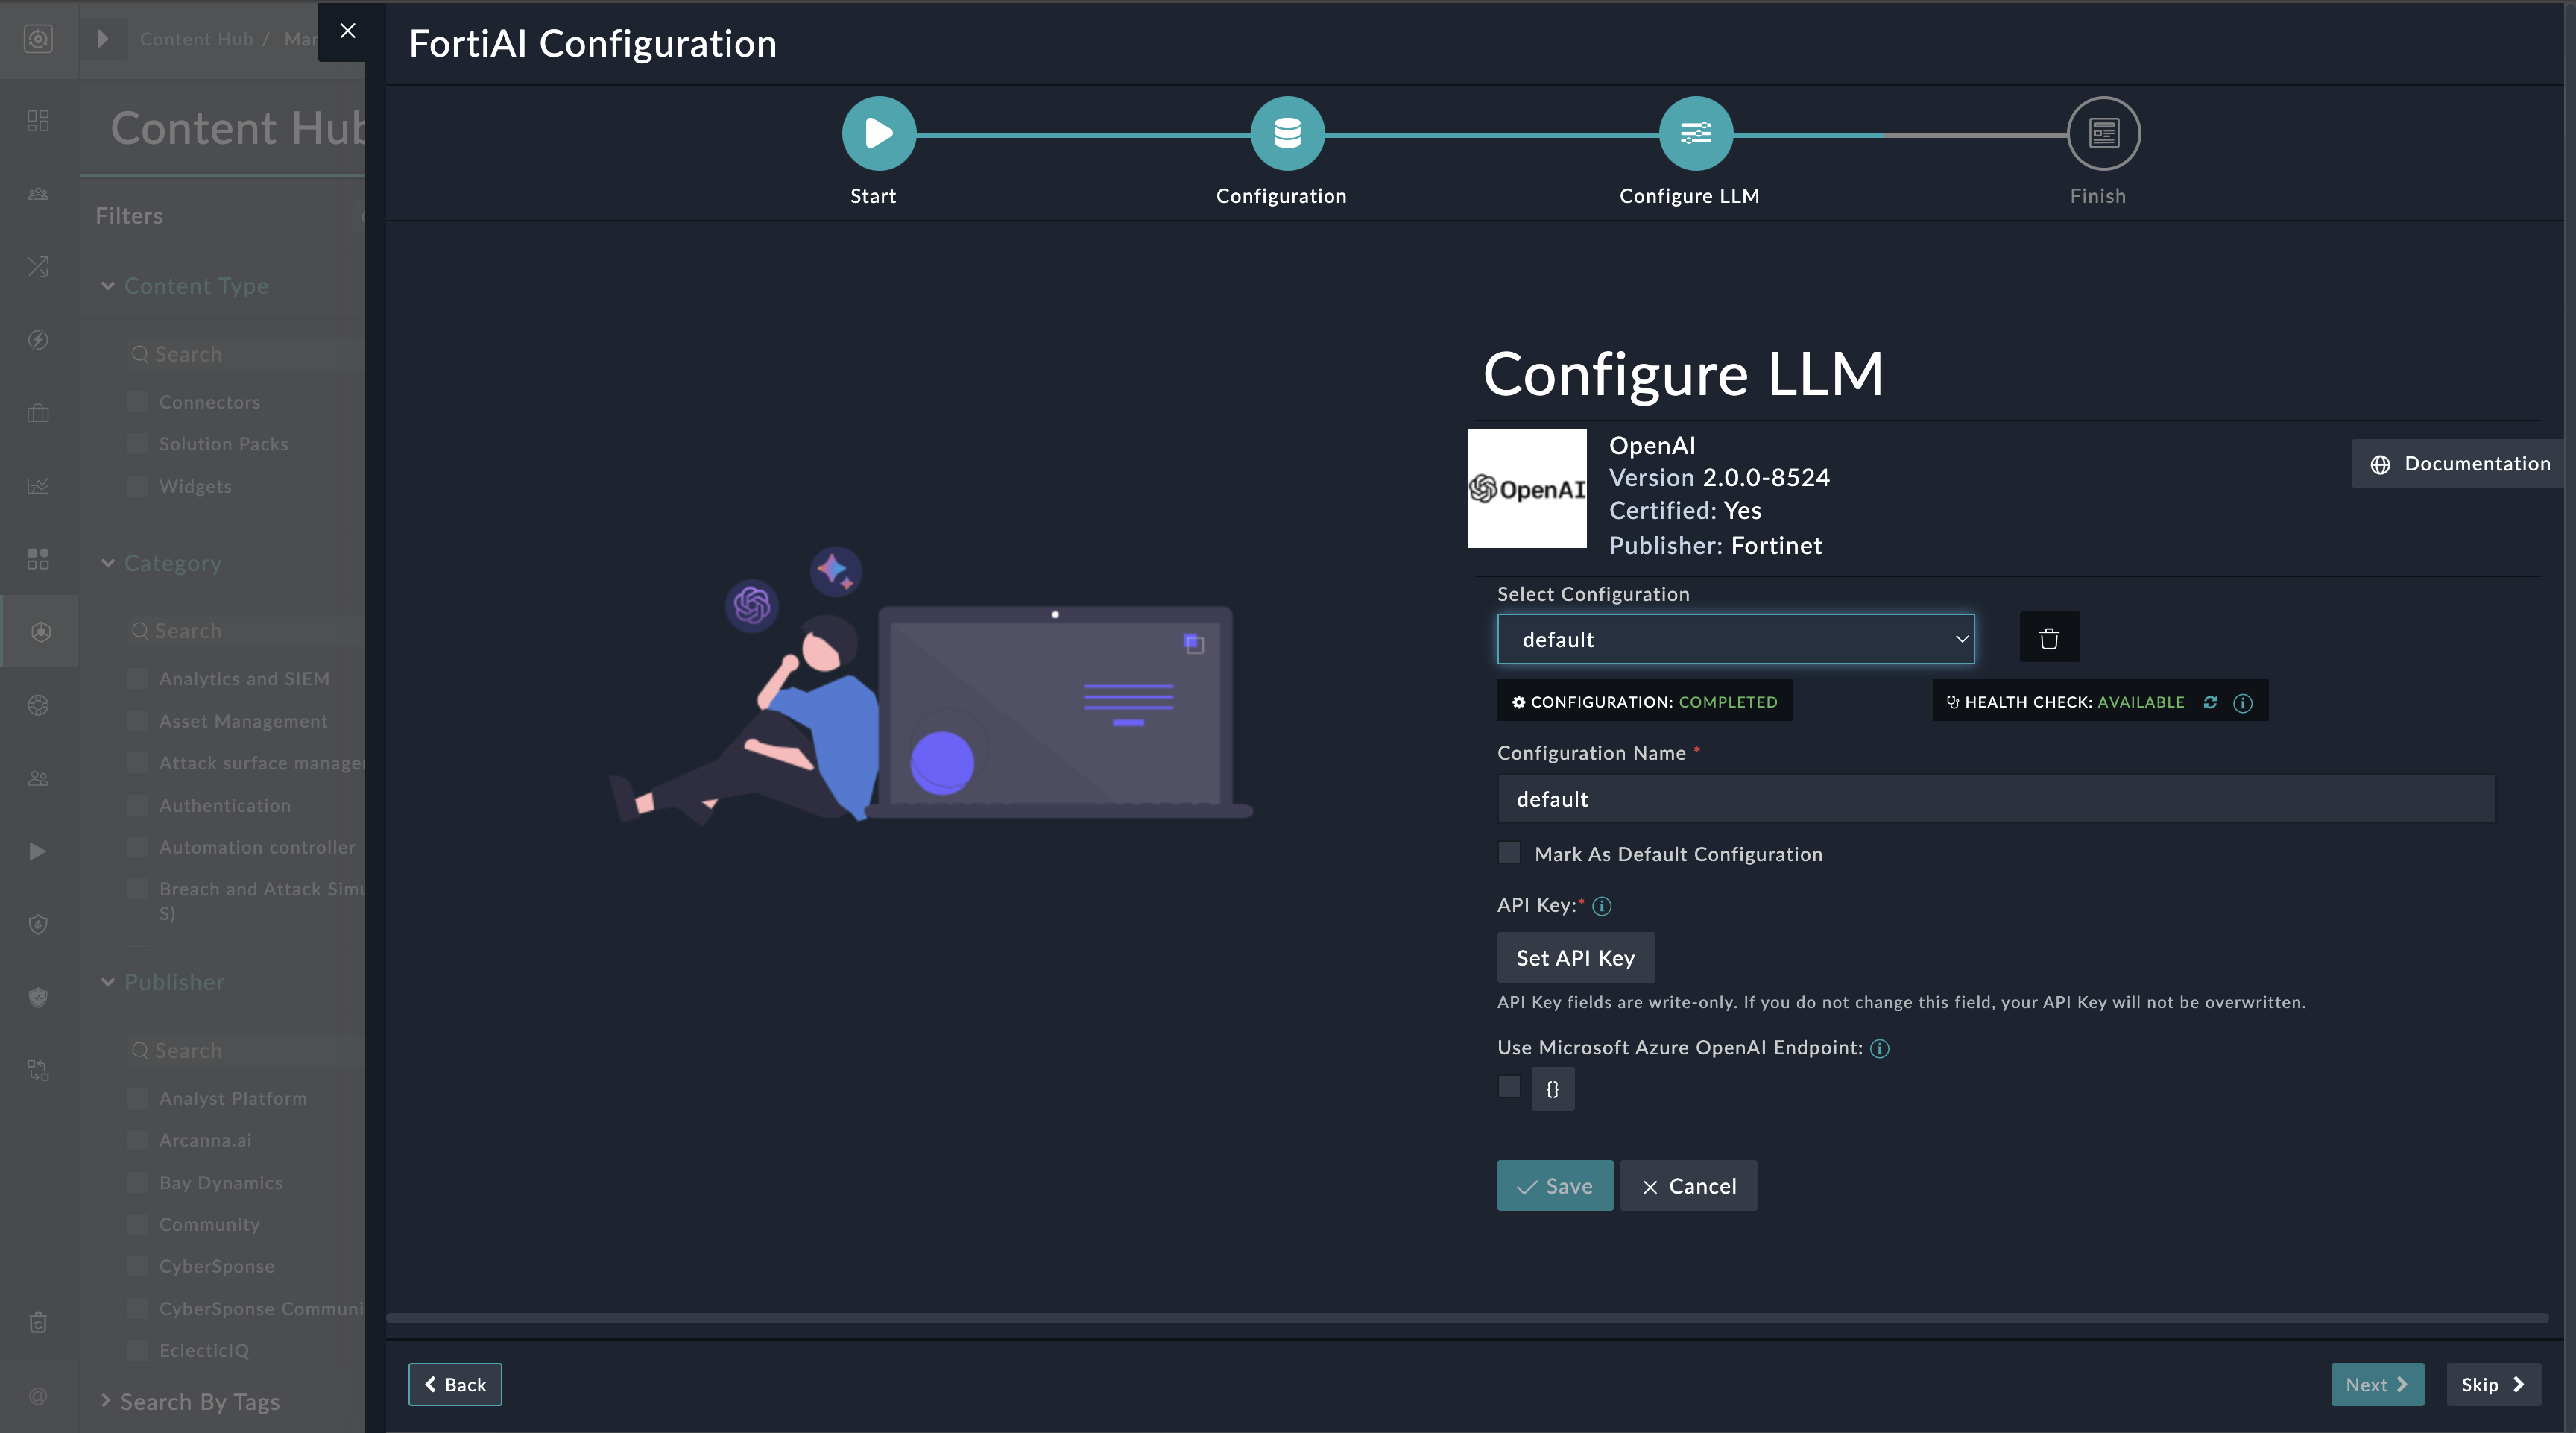 Content Hub / Mar
FortiAI Configuration
Content Hub
Start
Configuration
Configure LLM
Finish
Filters
Content Type
Search
Connectors
Solution Packs
Widgets
Category
Search
Analytics and SIEM
Asset Management
Attack surface manager
Authentication
Automation controller
Breach and Attack Simu
S)
Publisher
Search
Analyst Platform
Arcanna.ai
Bay Dynamics
Community
CyberSponse
CyberSponse Communi
EclecticIQ
Search By Tags
Configure LLM
OpenAI
OpenAI
Version 2.0.0-8524
Certified: Yes
Publisher: Fortinet
Documentation
Select Configuration
default
CONFIGURATION: COMPLETED
HEALTH CHECK: AVAILABLE
Configuration Name *
default
Mark As Default Configuration
API Key:*
Set API Key
API Key fields are write-only. If you do not change this field, your API Key will not be overwritten.
Use Microsoft Azure OpenAI Endpoint:
{}
Save
Cancel
Back
Next
Skip